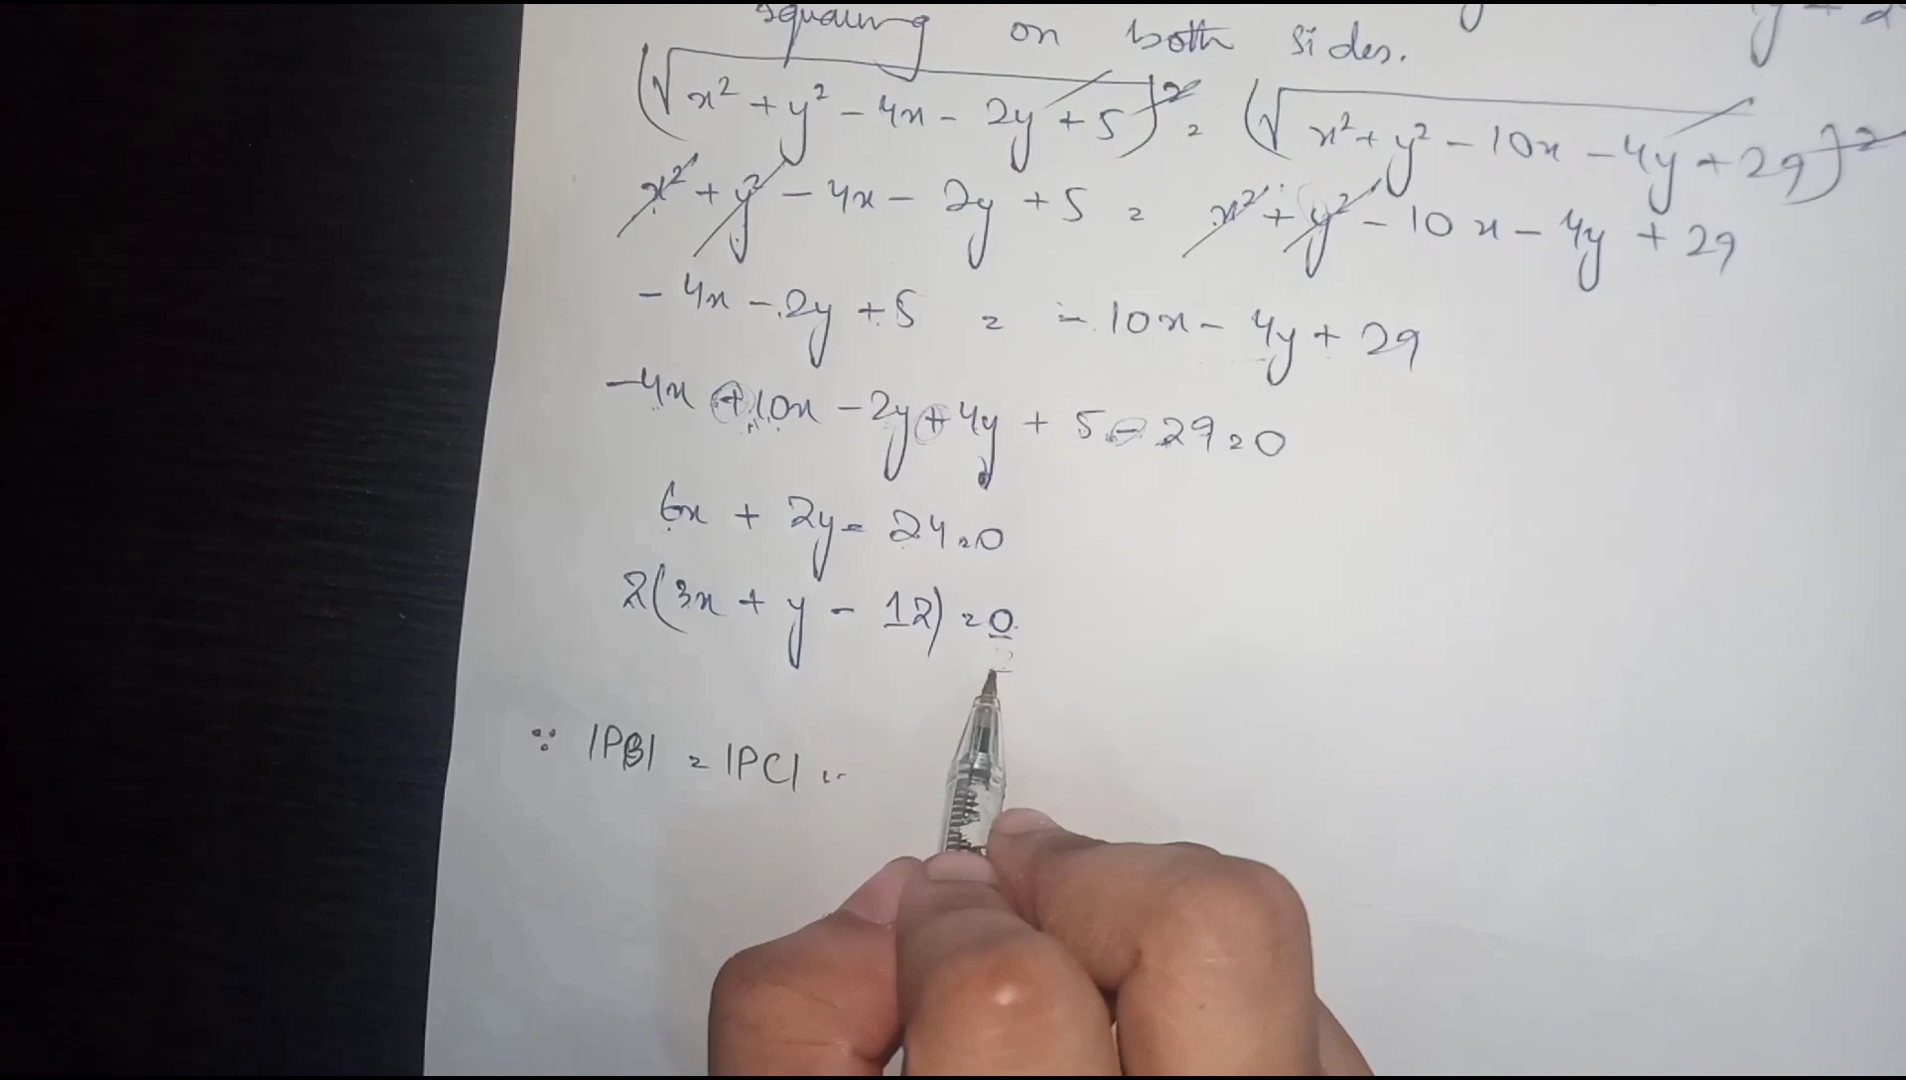 squaring on both sides.
(√x² + y² - 4x - 2y + 5)² = (√x² + y² - 10x - 4y + 29)²
x² + y² - 4x - 2y + 5 = x² + y² - 10x - 4y + 29
- 4x - 2y + 5 = - 10x - 4y + 29
-4x + 10x - 2y + 4y + 5 - 29 = 0
6x + 2y - 24 = 0
2(3x + y - 12) = 0
∵ |PB| = |PC|